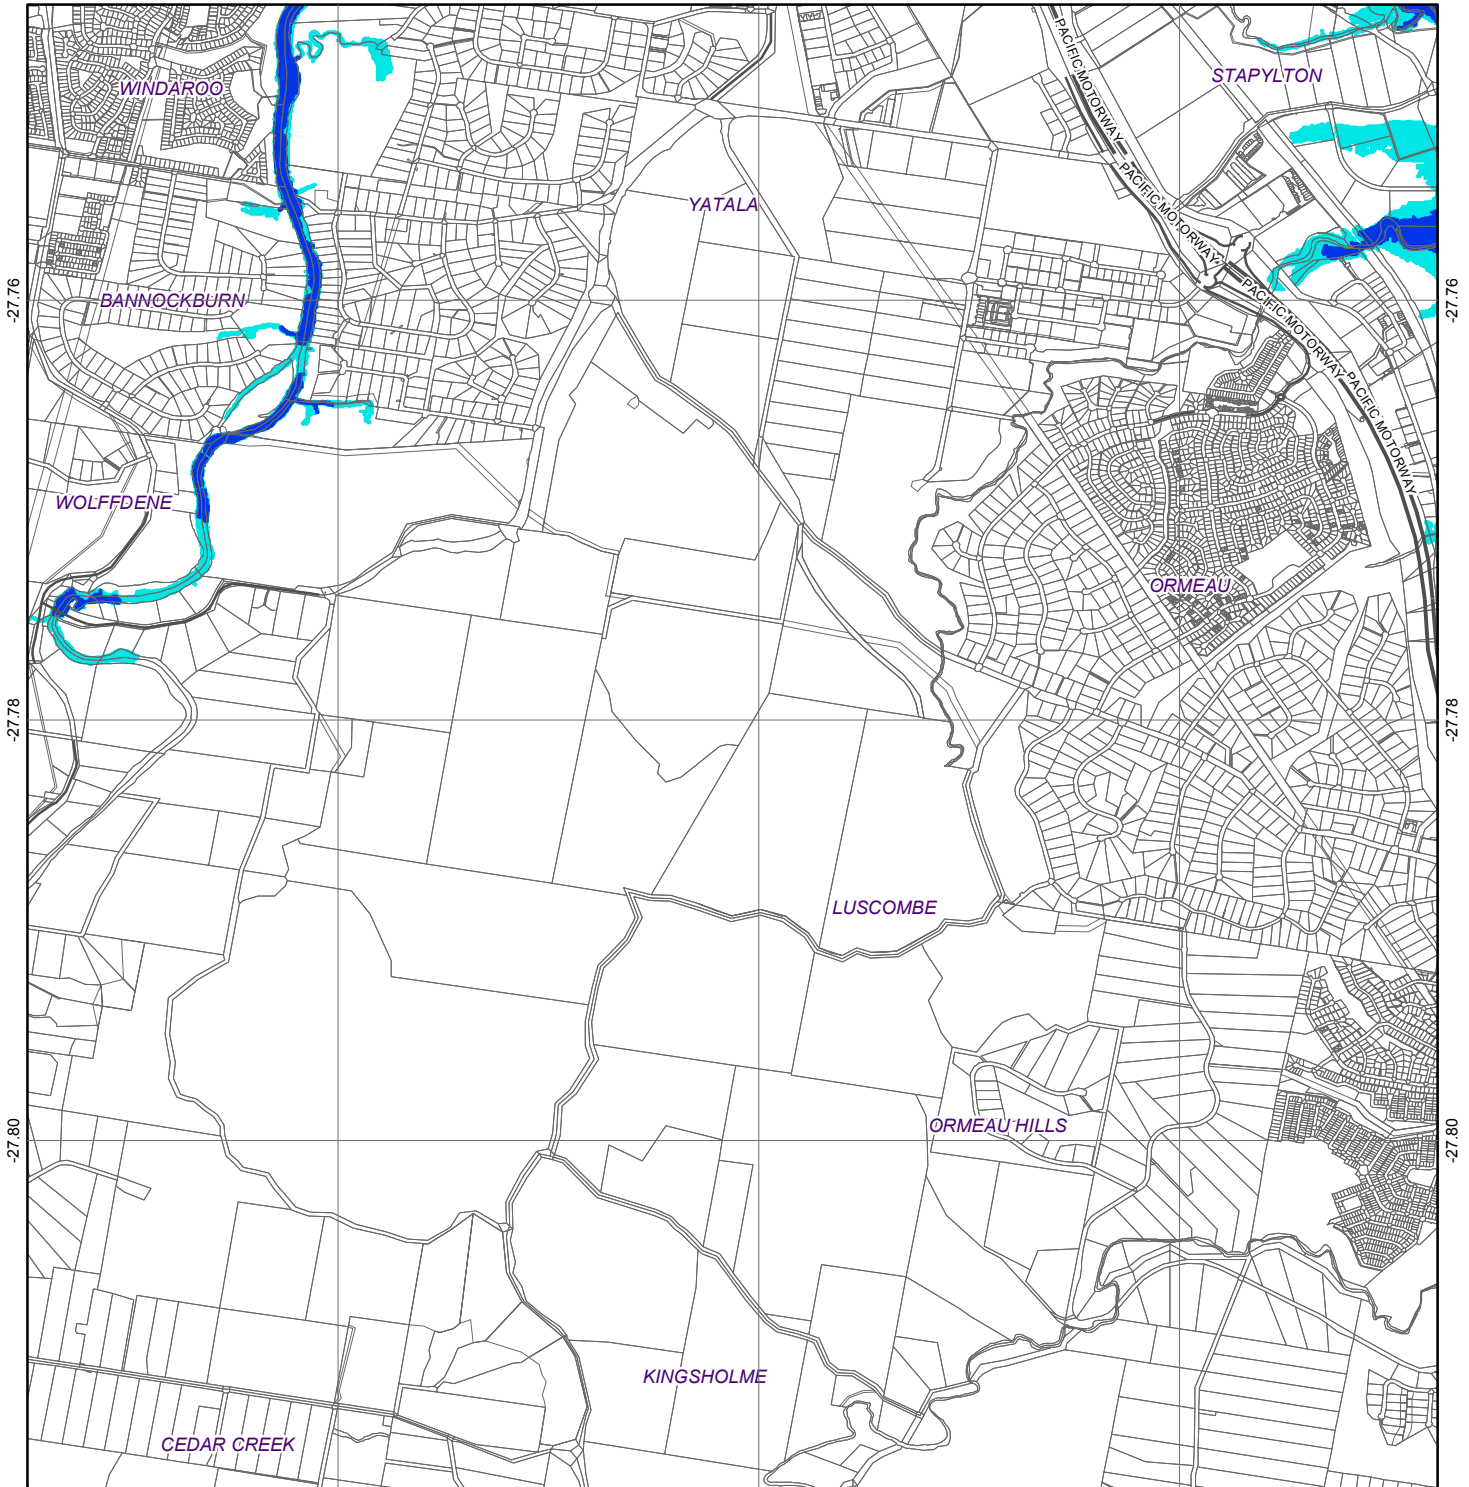 PACIFIC MOTORWAY
STAPYLTON
WINDAROO
PACIFIC MOTORWAY
YATALA
PACIFIC MOTORWAY
-27.76
BANNOCKBURN
PACIFIC MOTORWAY
-27.76
PACIFIC MOTORWAY
WOLFFDENE
ORMEAU
-27.78
-27.78
LUSCOMBE
ORMEAU HILLS
-27.80
-27.80
KINGSHOLME
CEDAR CREEK